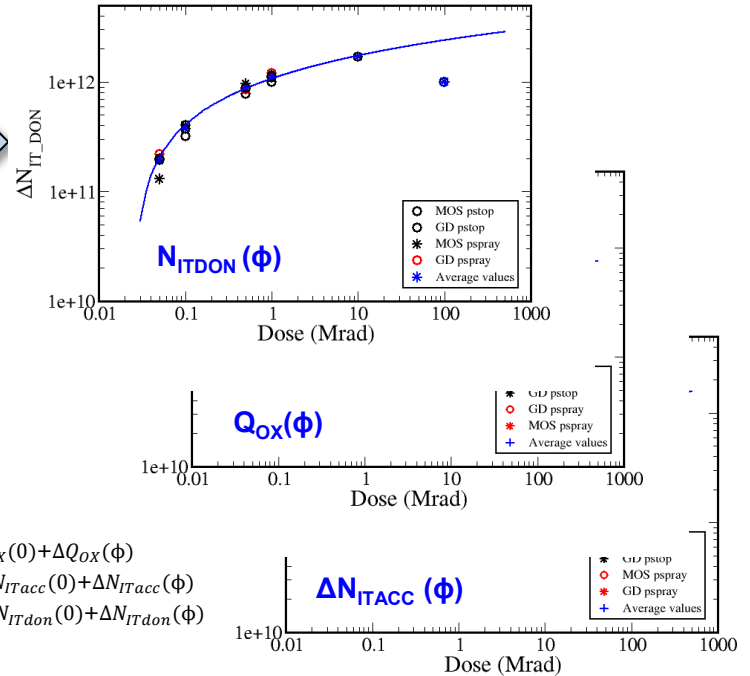 ΔN_IT_DON
1e+12
1e+11
1e+10
MOS pstop
GD pstop
MOS pspray
GD pspray
Average values
N_ITDON (ϕ)
0.01 0.1 1 10 100 1000
Dose (Mrad)
GD pstop
GD pspray
MOS pspray
Average values
Q_OX(ϕ)
1e+10
0.01 0.1 1 10 100 1000
Dose (Mrad)
X(0)+ΔQ_OX(ϕ)
N_ITacc(0)+ΔN_ITacc(ϕ)
N_ITdon(0)+ΔN_ITdon(ϕ)
GD pstop
MOS pspray
GD pspray
Average values
ΔN_ITACC (ϕ)
1e+10
0.01 0.1 1 10 100 1000
Dose (Mrad)